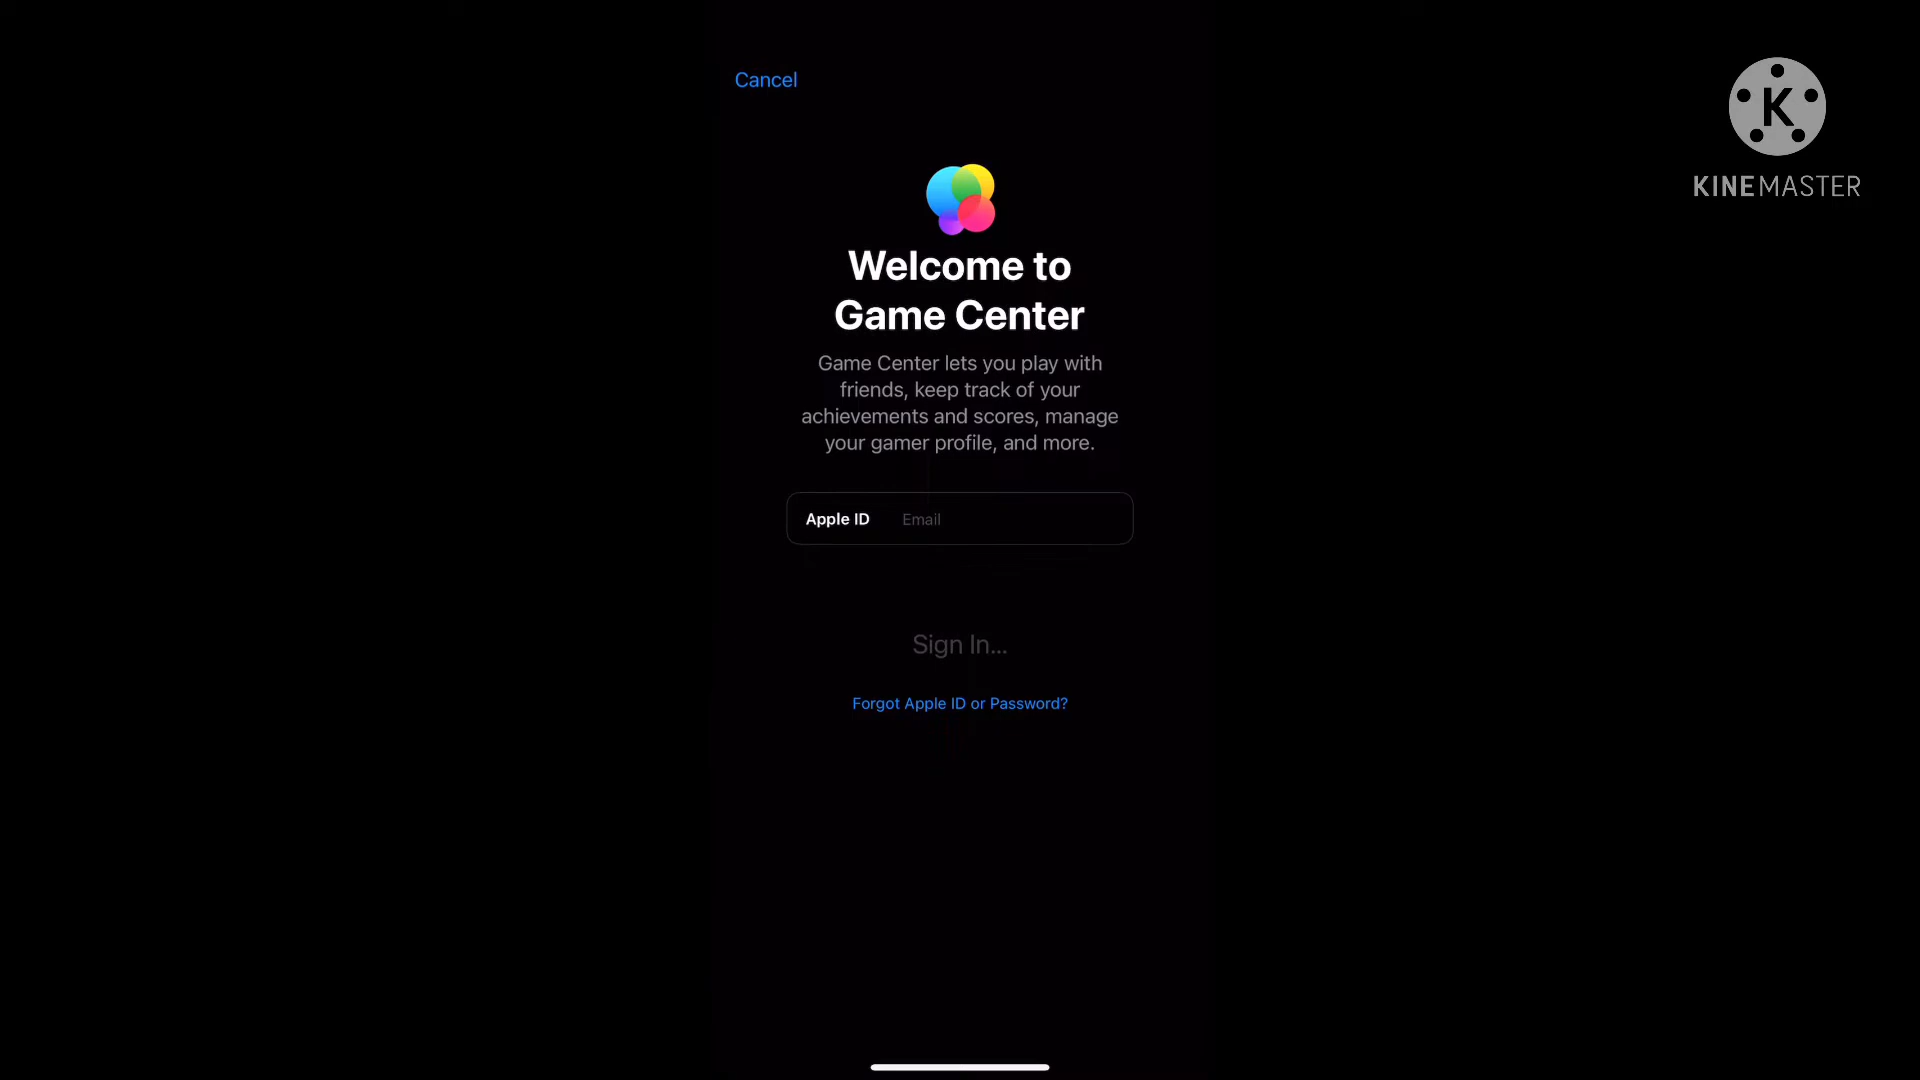 Cancel
K
KINEMASTER
Welcome to
Game Center
Game Center lets you play with
friends, keep track of your
achievements and scores, manage
your gamer profile, and more.
Apple ID Email
Sign In...
Forgot Apple ID or Password?